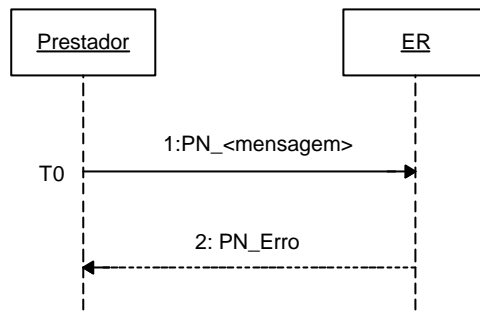 Prestador
ER
1:PN_<mensagem>
T0
2: PN_Erro